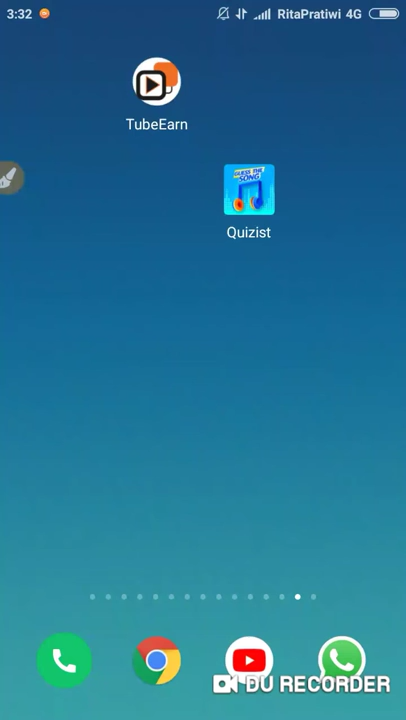 3:32
RitaPratiwi 4G
TubeEarn
GUESS THE
SONG
Quizist
DU RECORDER